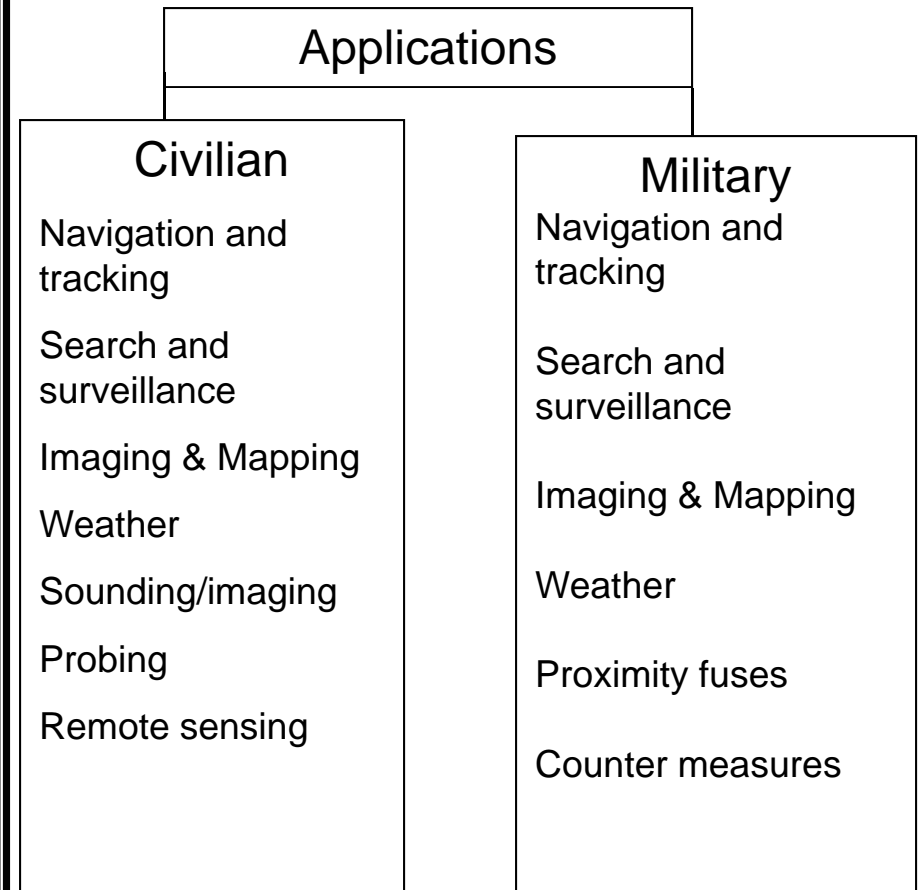 Applications
Civilian
Navigation and
tracking
Search and
surveillance
Imaging & Mapping
Weather
Sounding/imaging
Probing
Remote sensing
Military
Navigation and
tracking
Search and
surveillance
Imaging & Mapping
Weather
Proximity fuses
Counter measures